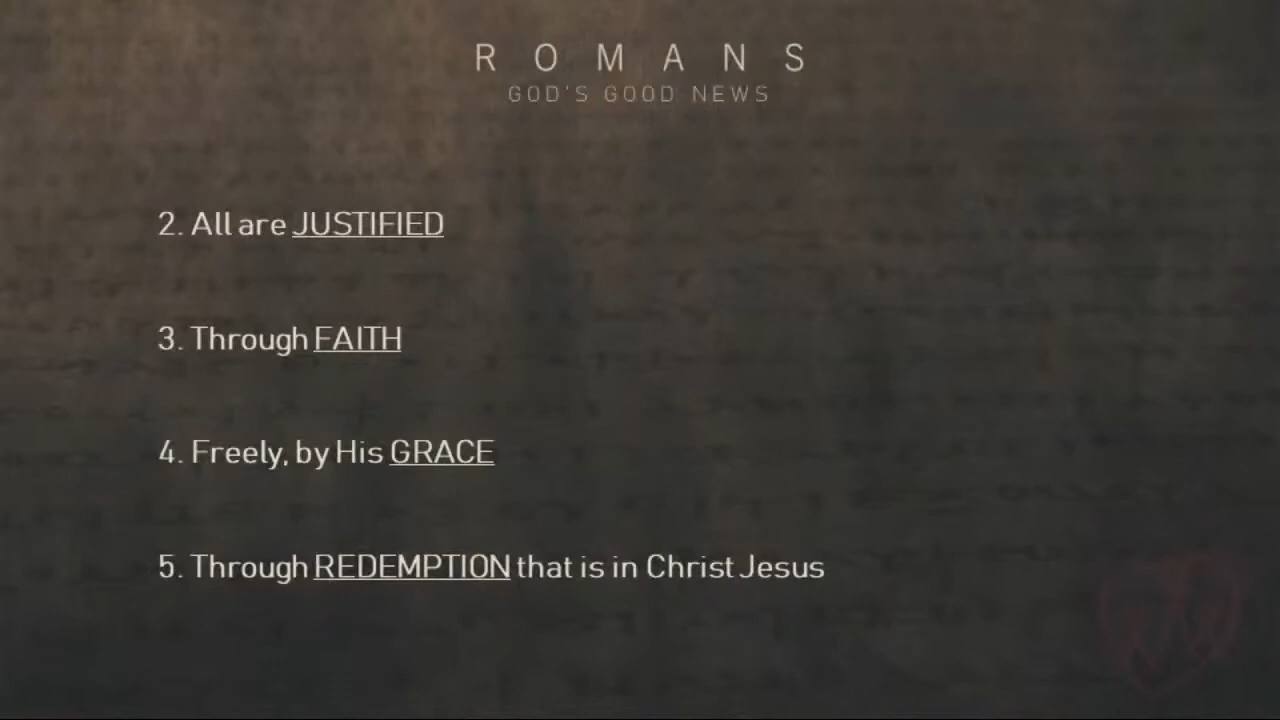 ROMANS
GOD'S GOOD NEWS
2. All are JUSTIFIED
3. Through FAITH
4. Freely, by His GRACE
5. Through REDEMPTION that is in Christ Jesus